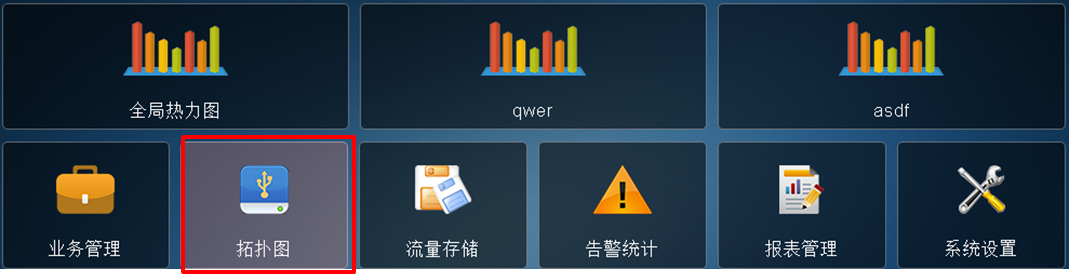 全局热力图
qwer
asdf
业务管理
拓扑图
流量存储
告警统计
报表管理
系统设置